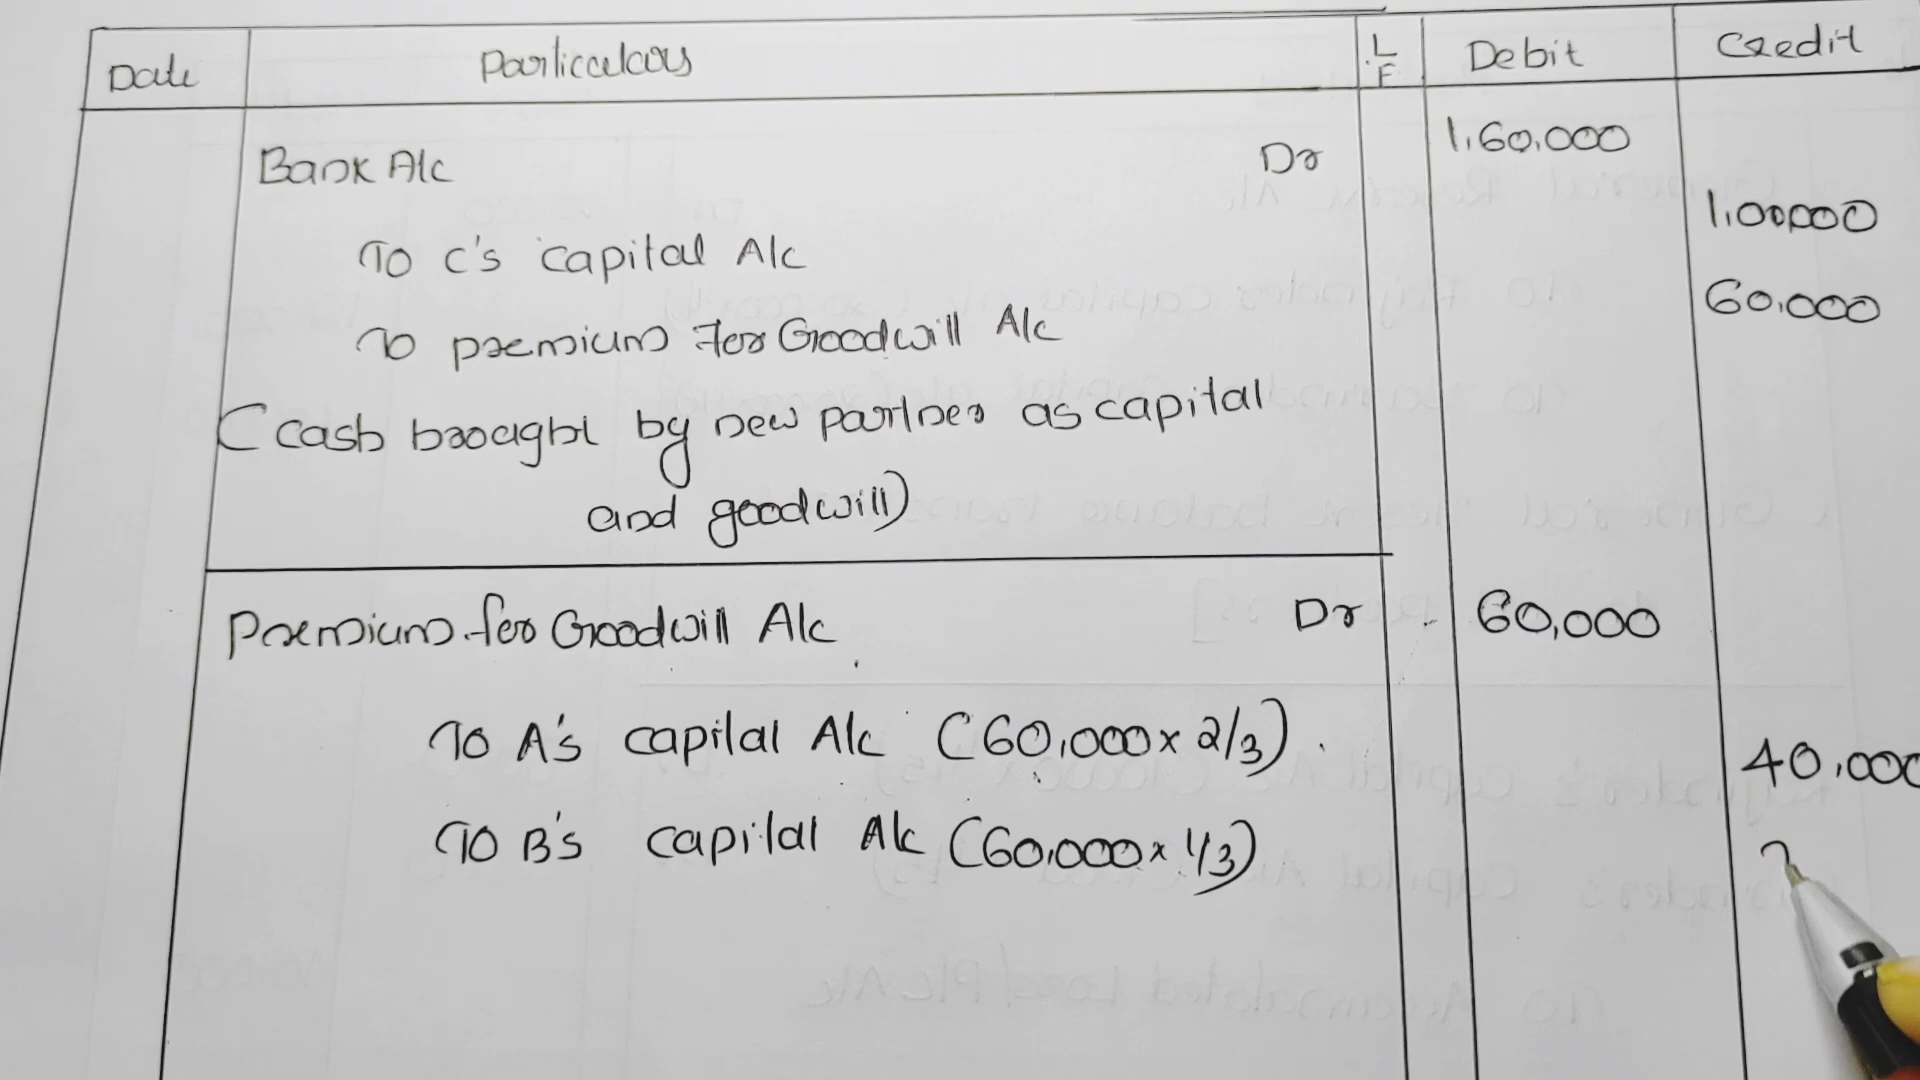 Date Particulars L F Debit Credit
Bank A/c Dr 1,60,000
To C's capital A/c 1,00,000
To premium for Goodwill A/c 60,000
(cash brought by new partner as capital
and goodwill)
Premium for Goodwill A/c Dr 60,000
To A's capital A/c (60,000 x 2/3) 40,000
To B's capital A/c (60,000 x 1/3)